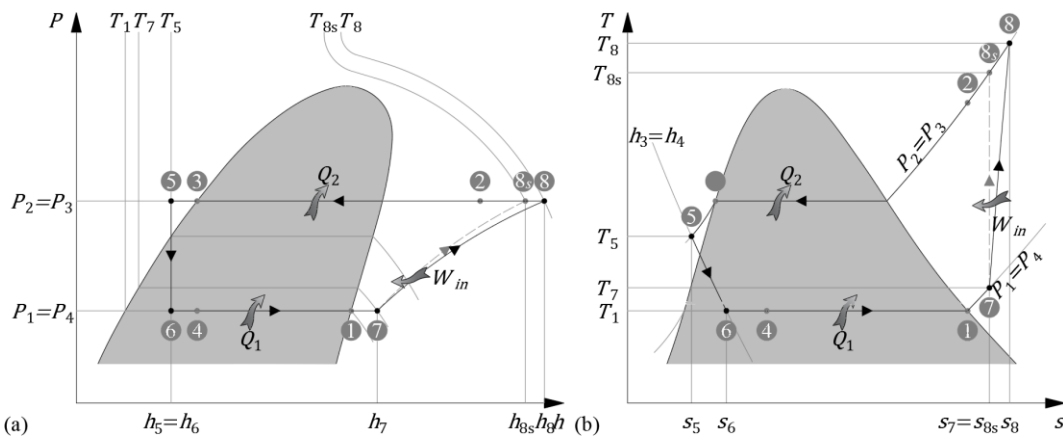 P
T₁ T₇ T₅
T₈ₛ T₈
5
3
Q₂
2
8ₛ
8
P₂=P₃
Wᵢₙ
P₁=P₄
6
4
Q₁
1
7
(a)
h₅=h₆
h₇
h₈ₛ h₈ h
T
T₈
T₈ₛ
8
8ₛ
2
h₃=h₄
P₂=P₃
5
Q₂
Wᵢₙ
T₅
P₁=P₄
T₇
T₁
7
6
4
Q₁
1
(b)
s₅
s₆
s₇=s₈ₛ s₈
s